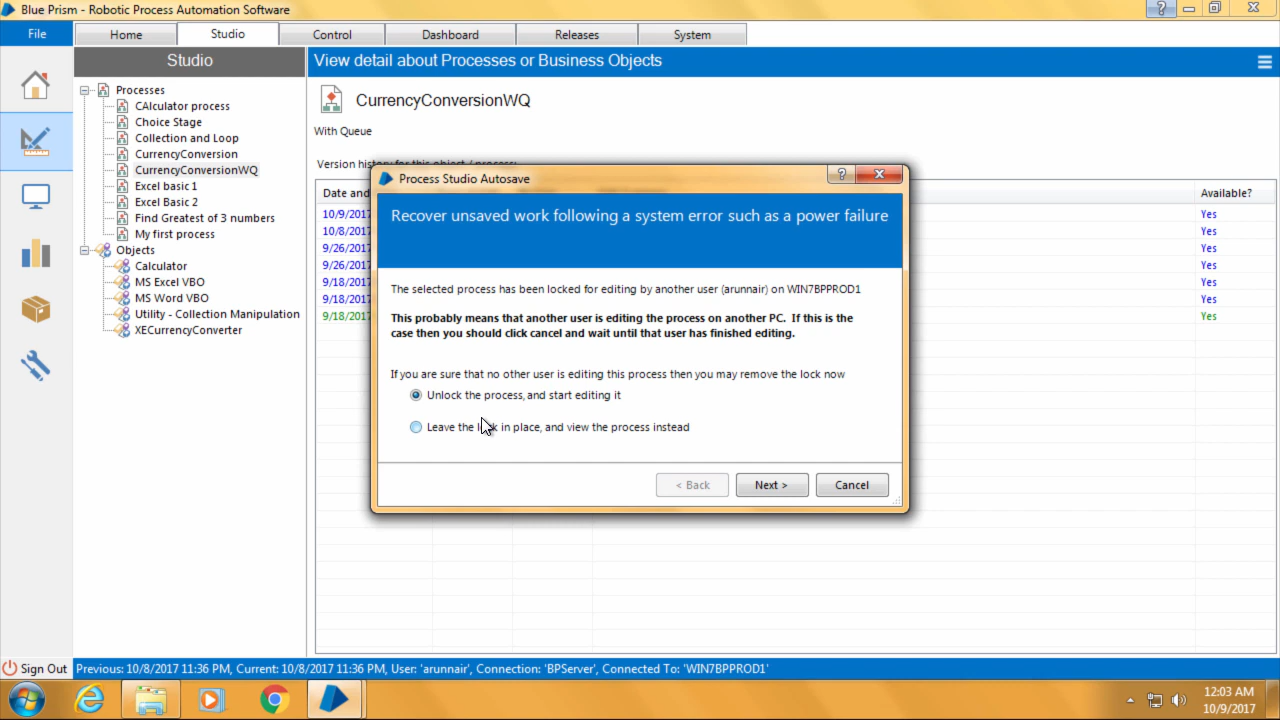 Blue Prism - Robotic Process Automation Software
File
Home
Studio
Control
Dashboard
Releases
System
Studio
View detail about Processes or Business Objects
Processes
CAlculator process
Choice Stage
Collection and Loop
CurrencyConversion
CurrencyConversionWQ
Excel basic 1
Excel Basic 2
Find Greatest of 3 numbers
My first process
Objects
Calculator
MS Excel VBO
MS Word VBO
Utility - Collection Manipulation
XECurrencyConverter
CurrencyConversionWQ
With Queue
Version history for this object / process:
Date and
Available?
10/9/2017
Yes
10/8/2017
Yes
9/26/2017
Yes
9/26/2017
Yes
9/18/2017
Yes
9/18/2017
Yes
9/18/2017
Yes
Process Studio Autosave
?
Recover unsaved work following a system error such as a power failure
The selected process has been locked for editing by another user (arunnair) on WIN7BPPROD1
This probably means that another user is editing the process on another PC. If this is the
case then you should click cancel and wait until that user has finished editing.
If you are sure that no other user is editing this process then you may remove the lock now
Unlock the process, and start editing it
Leave the lock in place, and view the process instead
< Back
Next >
Cancel
Sign Out
Previous: 10/8/2017 11:36 PM, Current: 10/8/2017 11:36 PM, User: 'arunnair', Connection: 'BPServer', Connected To: 'WIN7BPPROD1'
12:03 AM
10/9/2017